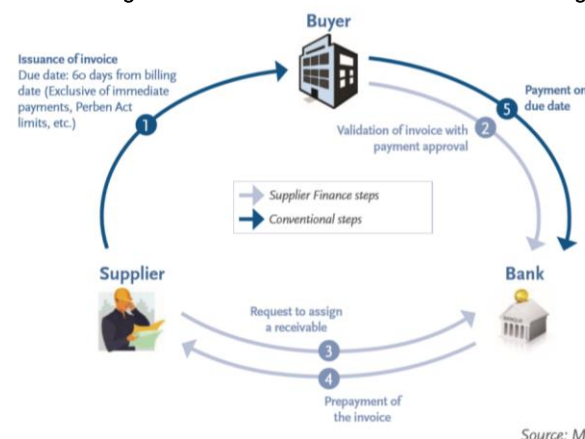 Buyer
Issuance of invoice
Due date: 60 days from billing
date (Exclusive of immediate
payments, Perben Act
limits, etc.)
1
Payment on
due date
5
2
Validation of invoice with
payment approval
Supplier Finance steps
Conventional steps
Supplier
Bank
Request to assign
a receivable
3
4
Prepayment of
the invoice
Source: M